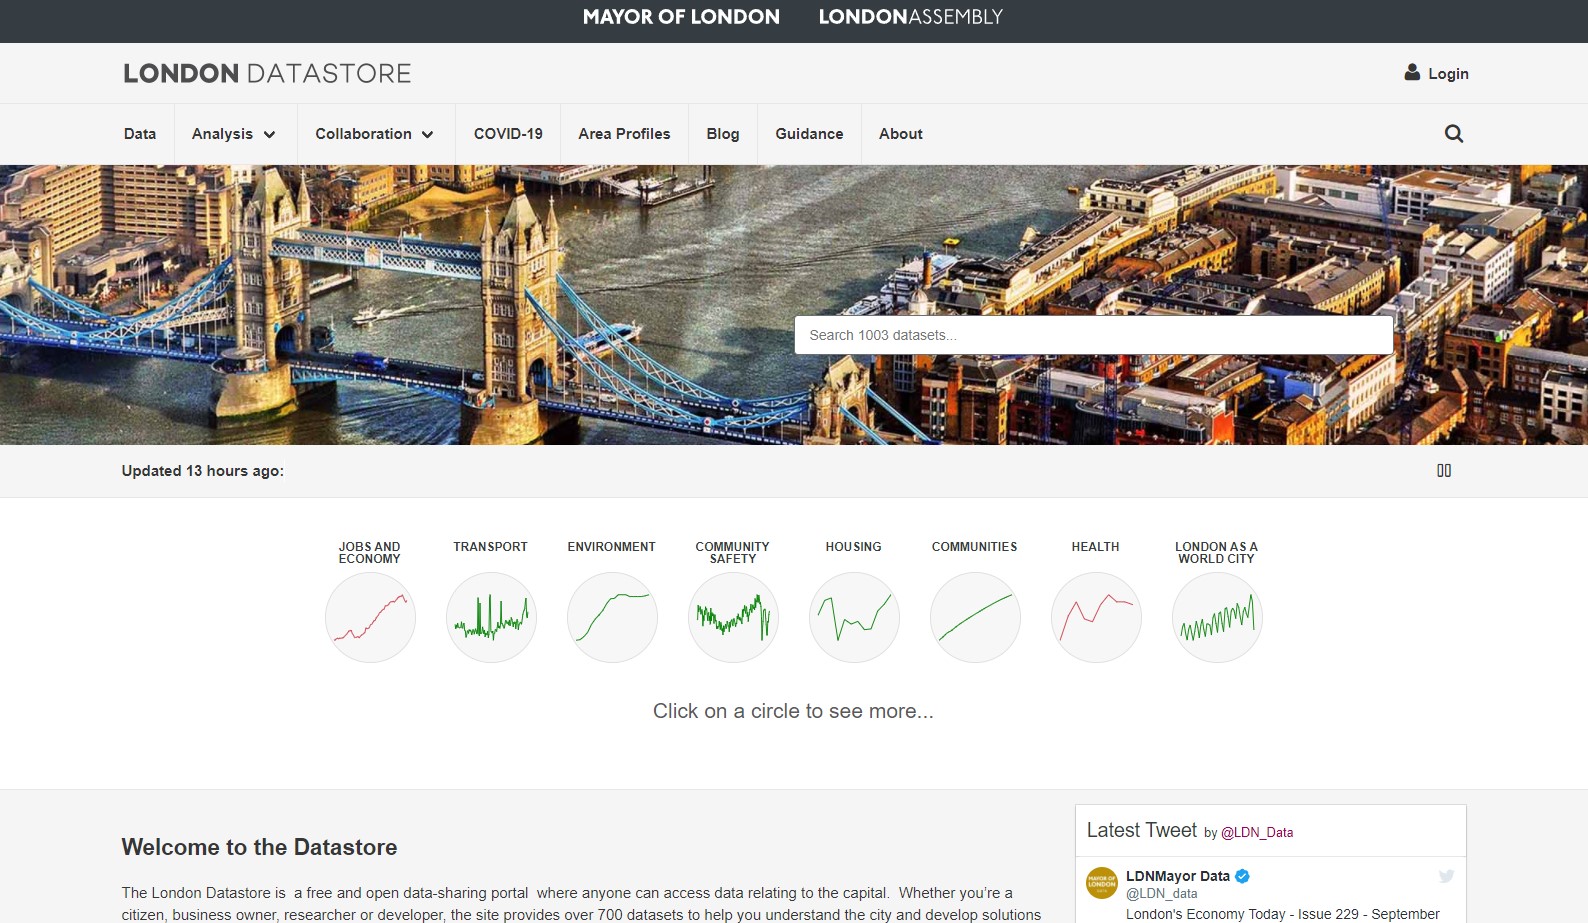 MAYOR OF LONDON LONDONASSEMBLY
LONDON DATASTORE
Login
Data Analysis Collaboration COVID-19 Area Profiles Blog Guidance About
Search 1003 datasets...
Updated 13 hours ago:
JOBS AND
ECONOMY
TRANSPORT
ENVIRONMENT
COMMUNITY
SAFETY
HOUSING
COMMUNITIES
HEALTH
LONDON AS A
WORLD CITY
Click on a circle to see more...
Welcome to the Datastore
The London Datastore is  a free and open data-sharing portal  where anyone can access data relating to the capital.  Whether you’re a
citizen, business owner, researcher or developer, the site provides over 700 datasets to help you understand the city and develop solutions
Latest Tweet by @LDN_Data
MAYOR OF
LONDON
LDNMayor Data
@LDN_data
London's Economy Today - Issue 229 - September